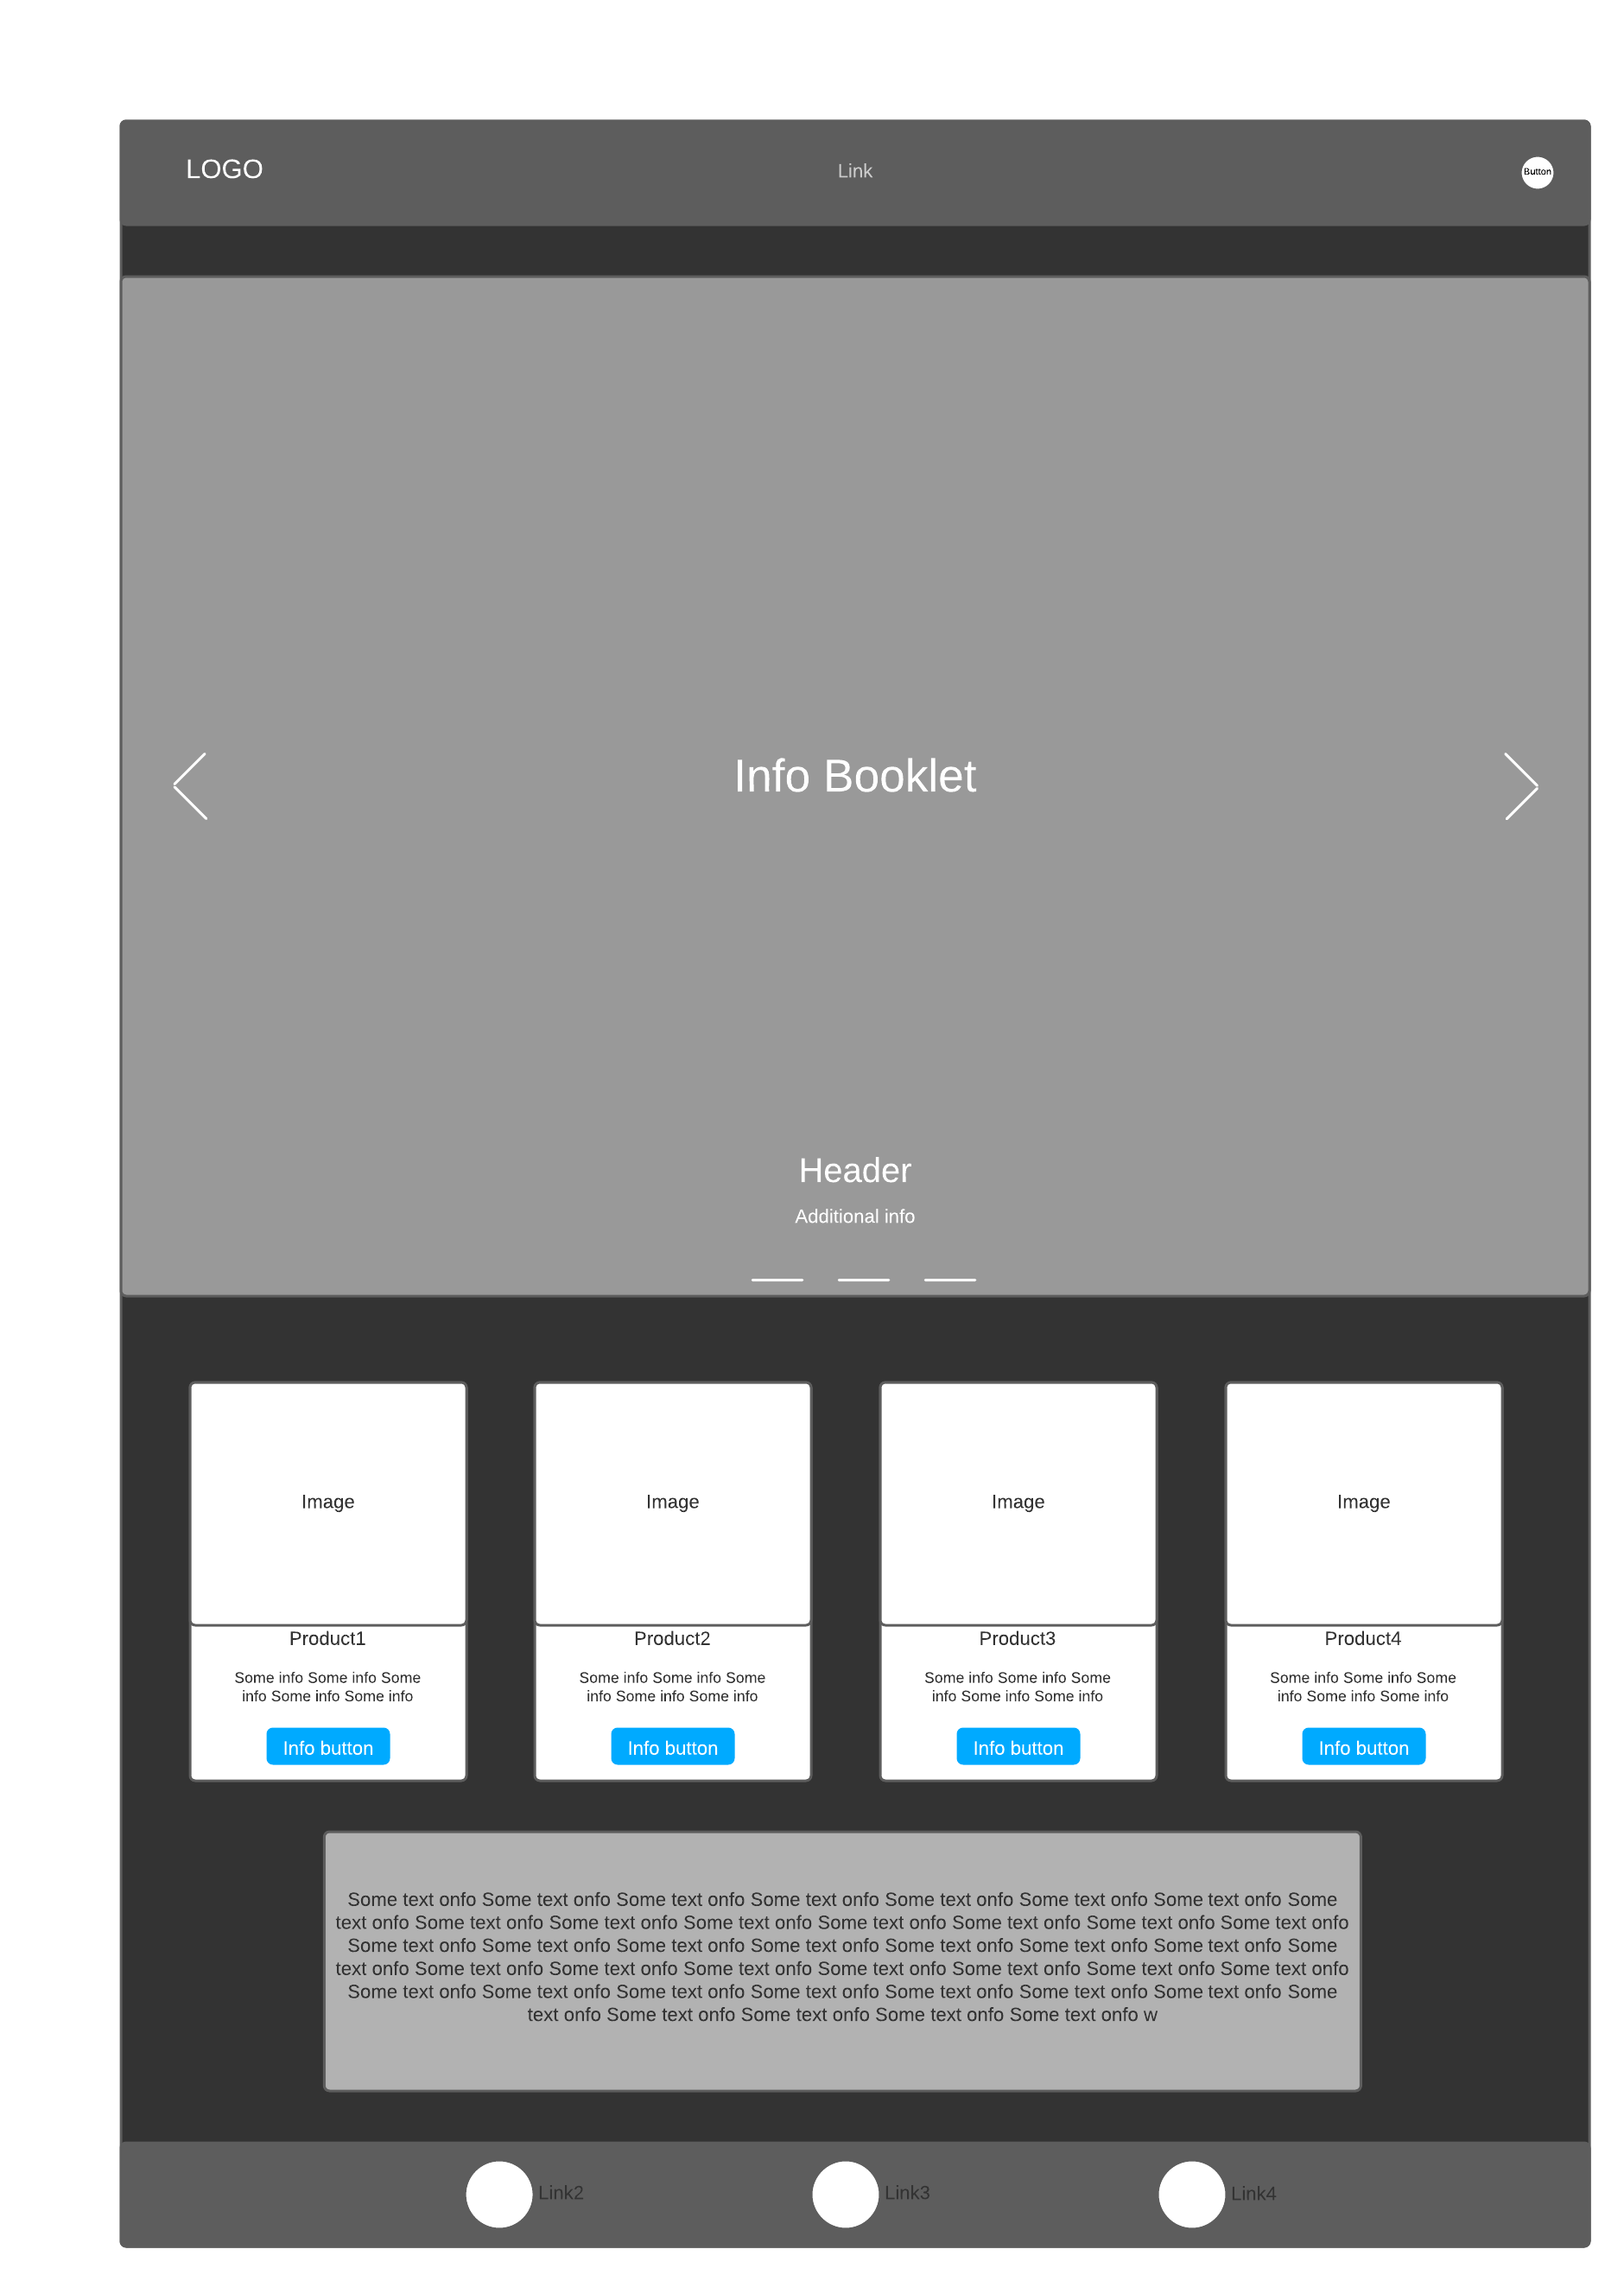 LOGO
Link
Button
Info Booklet
Header
Additional info
Image
Image
Image
Image
Product1
Some info Some info Some
info Some info Some info
Info button
Product2
Some info Some info Some
info Some info Some info
Info button
Product3
Some info Some info Some
info Some info Some info
Info button
Product4
Some info Some info Some
info Some info Some info
Info button
Some text onfo Some text onfo Some text onfo Some text onfo Some text onfo Some text onfo Some text onfo Some
text onfo Some text onfo Some text onfo Some text onfo Some text onfo Some text onfo Some text onfo Some text onfo
Some text onfo Some text onfo Some text onfo Some text onfo Some text onfo Some text onfo Some text onfo Some
text onfo Some text onfo Some text onfo Some text onfo Some text onfo Some text onfo Some text onfo Some text onfo
Some text onfo Some text onfo Some text onfo Some text onfo Some text onfo Some text onfo Some text onfo Some
text onfo Some text onfo Some text onfo Some text onfo Some text onfo w
Link2
Link3
Link4